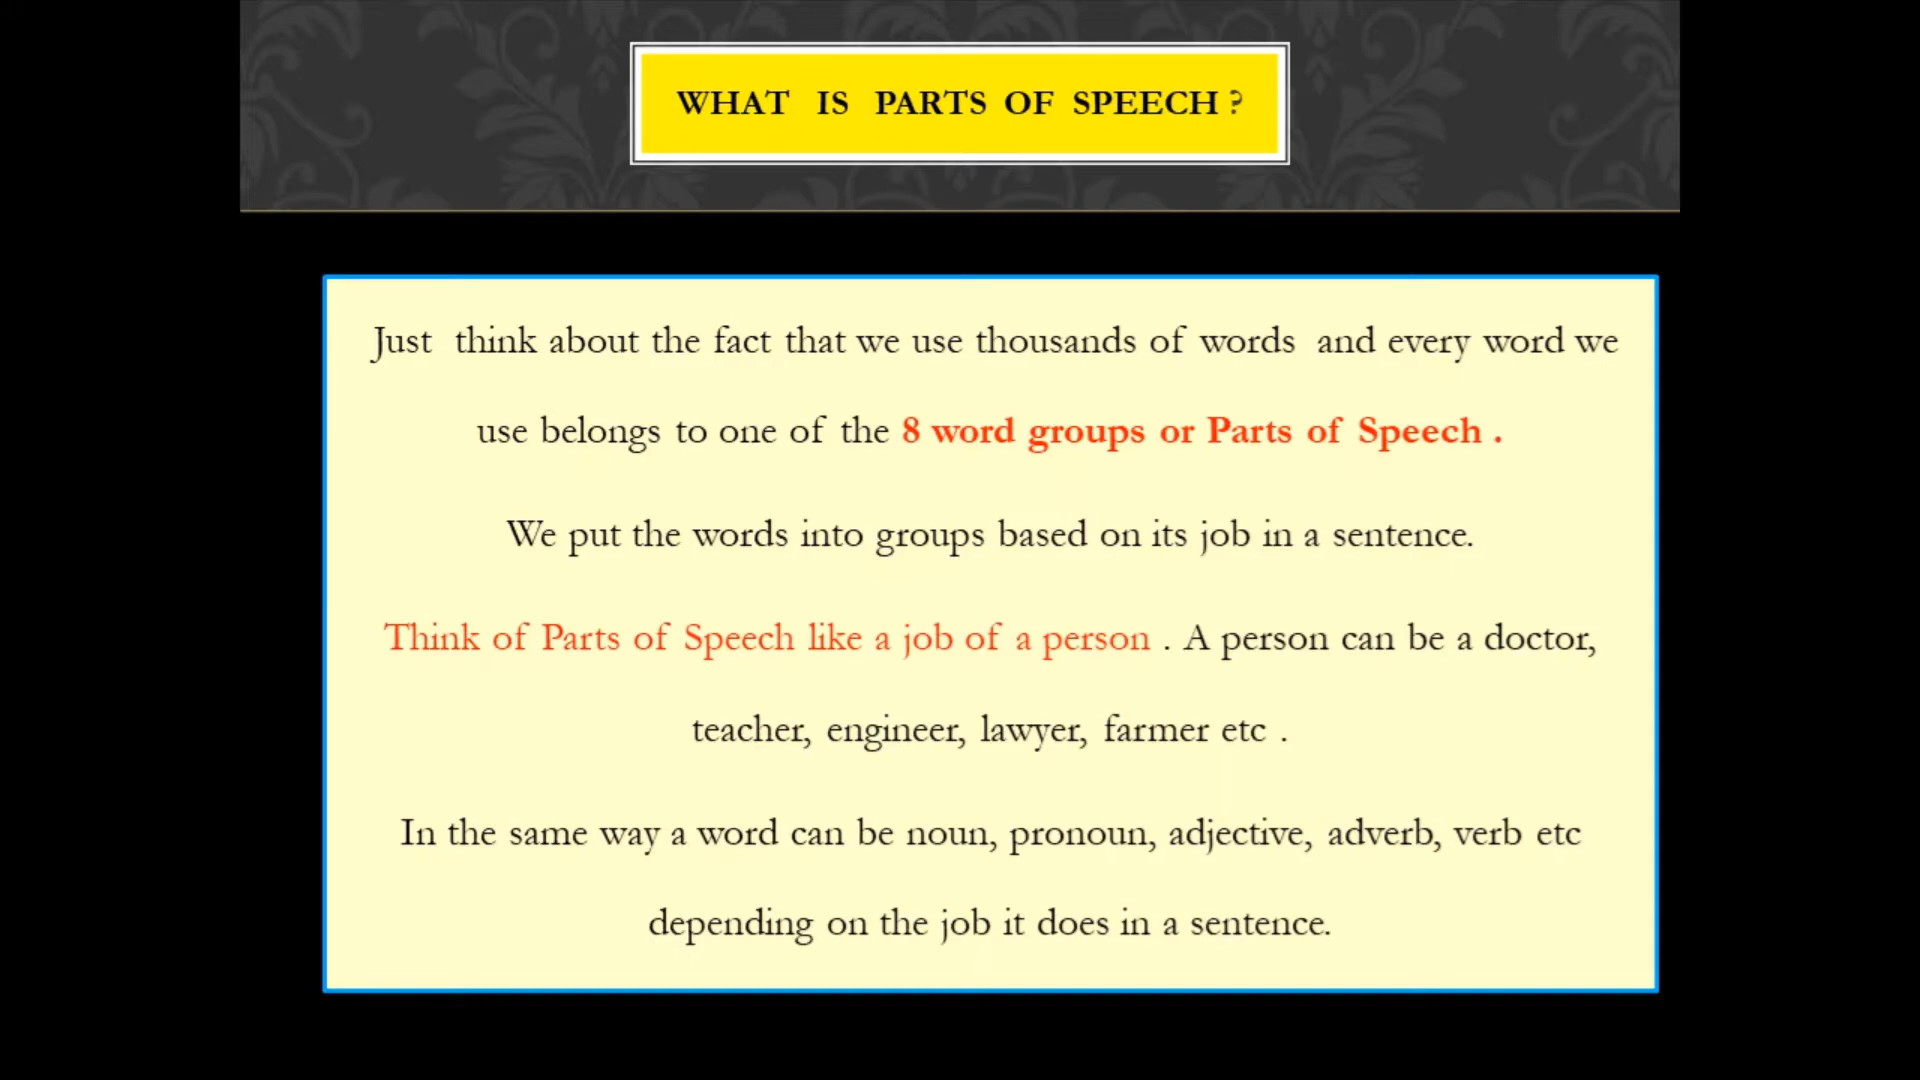 WHAT IS PARTS OF SPEECH ?
Just think about the fact that we use thousands of words and every word we
use belongs to one of the 8 word groups or Parts of Speech .
We put the words into groups based on its job in a sentence.
Think of Parts of Speech like a job of a person . A person can be a doctor,
teacher, engineer, lawyer, farmer etc .
In the same way a word can be noun, pronoun, adjective, adverb, verb etc
depending on the job it does in a sentence.